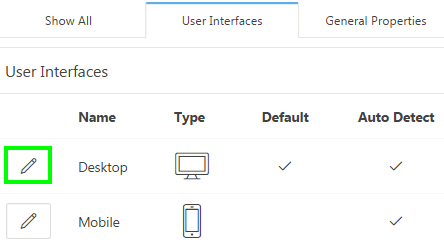 Show All User Interfaces General Properties
User Interfaces
Name Type Default Auto Detect
Desktop
Mobile